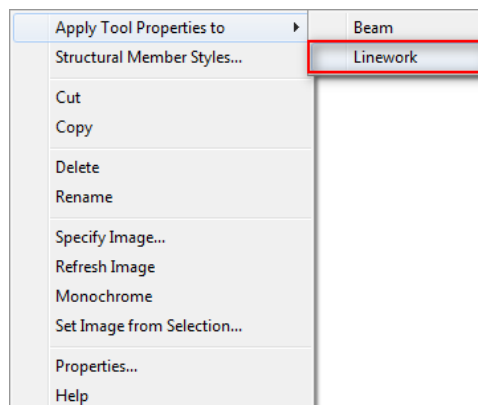 Apply Tool Properties to
Beam
Structural Member Styles...
Linework
Cut
Copy
Delete
Rename
Specify Image...
Refresh Image
Monochrome
Set Image from Selection...
Properties...
Help